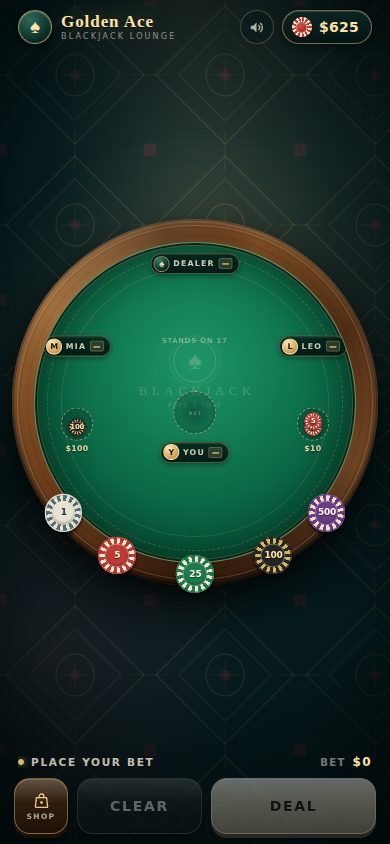 Golden Ace
BLACKJACK LOUNGE
$625
DEALER
STANDS ON 17
M MIA
L LEO
BLACKJACK
BET
100
$100
5
$10
Y YOU
1
5
25
100
500
PLACE YOUR BET
BET $0
SHOP
CLEAR
DEAL